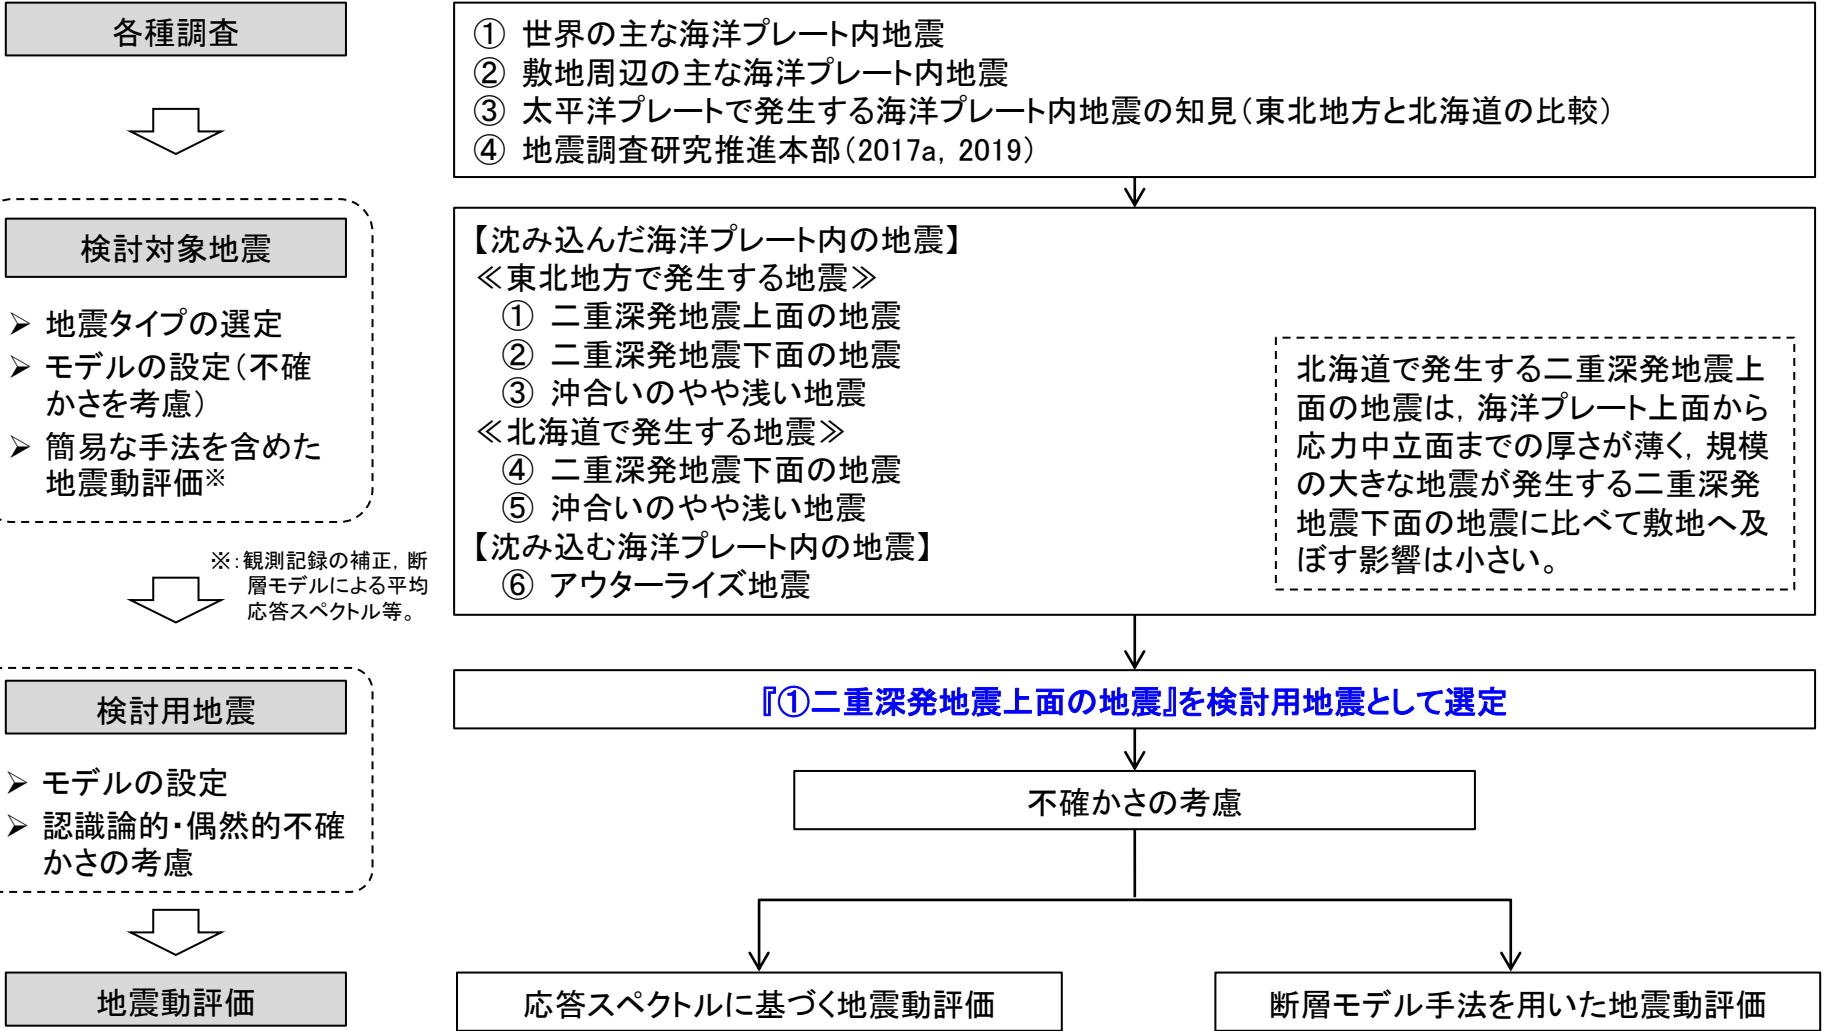 各種調査
① 世界の主な海洋プレート内地震
② 敷地周辺の主な海洋プレート内地震
③ 太平洋プレートで発生する海洋プレート内地震の知見(東北地方と北海道の比較)
④ 地震調査研究推進本部(2017a, 2019)
検討対象地震
➢ 地震タイプの選定
➢ モデルの設定(不確
かさを考慮)
➢ 簡易な手法を含めた
地震動評価※
※:観測記録の補正, 断
層モデルによる平均
応答スペクトル等。
【沈み込んだ海洋プレート内の地震】
≪東北地方で発生する地震≫
① 二重深発地震上面の地震
② 二重深発地震下面の地震
③ 沖合いのやや浅い地震
≪北海道で発生する地震≫
④ 二重深発地震下面の地震
⑤ 沖合いのやや浅い地震
【沈み込む海洋プレート内の地震】
⑥ アウターライズ地震
北海道で発生する二重深発地震上
面の地震は, 海洋プレート上面から
応力中立面までの厚さが薄く, 規模
の大きな地震が発生する二重深発
地震下面の地震に比べて敷地へ及
ぼす影響は小さい。
検討用地震
➢ モデルの設定
➢ 認識論的・偶然的不確
かさの考慮
『①二重深発地震上面の地震』を検討用地震として選定
不確かさの考慮
地震動評価
応答スペクトルに基づく地震動評価
断層モデル手法を用いた地震動評価